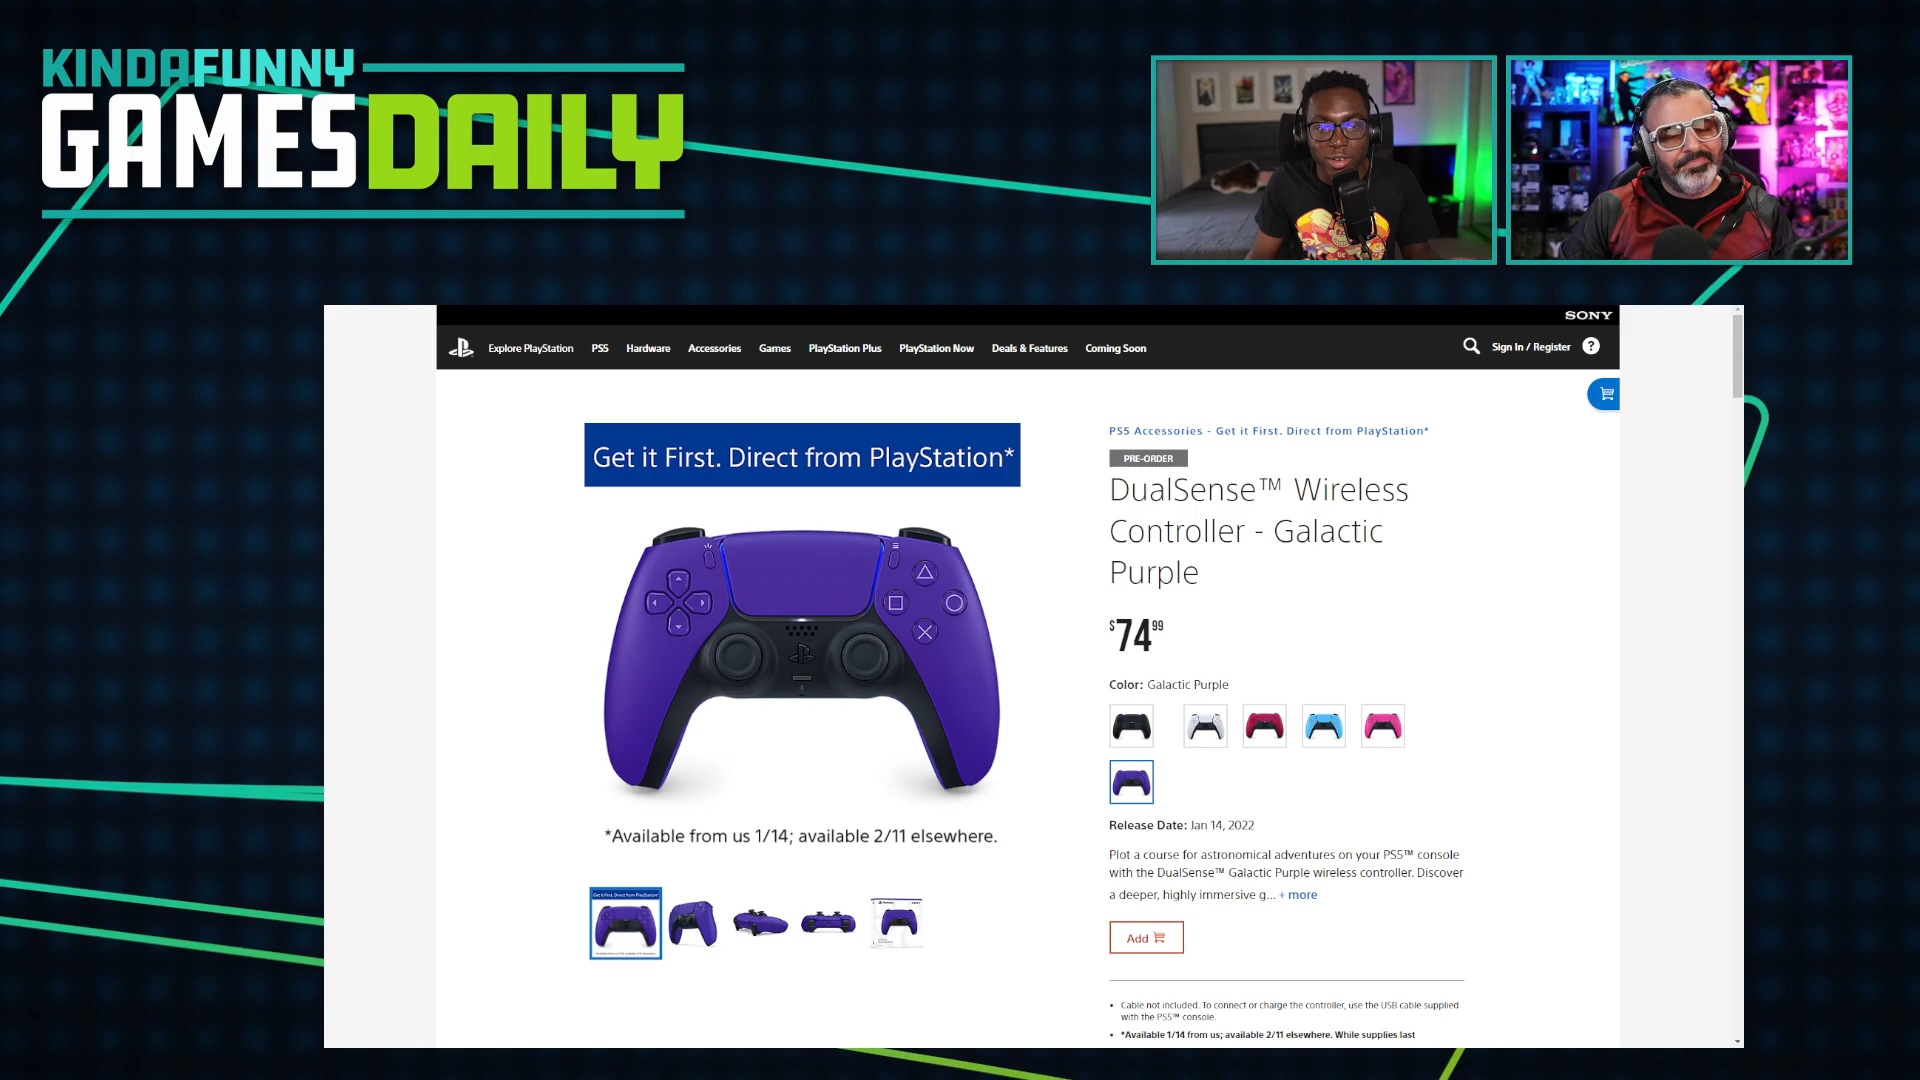 KINDAFUNNY
GAMESDAILY
SONY
Explore PlayStation PS5 Hardware Accessories Games PlayStation Plus PlayStation Now Deals & Features Coming Soon Sign In / Register ?
Get it First. Direct from PlayStation*
*Available from us 1/14; available 2/11 elsewhere.
PS5 Accessories - Get it First. Direct from PlayStation*
PRE-ORDER
DualSense™ Wireless
Controller - Galactic
Purple
$74 99
Color: Galactic Purple
Release Date: Jan 14, 2022
Plot a course for astronomical adventures on your PS5™ console
with the DualSense™ Galactic Purple wireless controller. Discover
a deeper, highly immersive g... + more
Add
• Cable not included. To connect or charge the controller, use the USB cable supplied
with the PS5™ console.
• *Available 1/14 from us; available 2/11 elsewhere. While supplies last